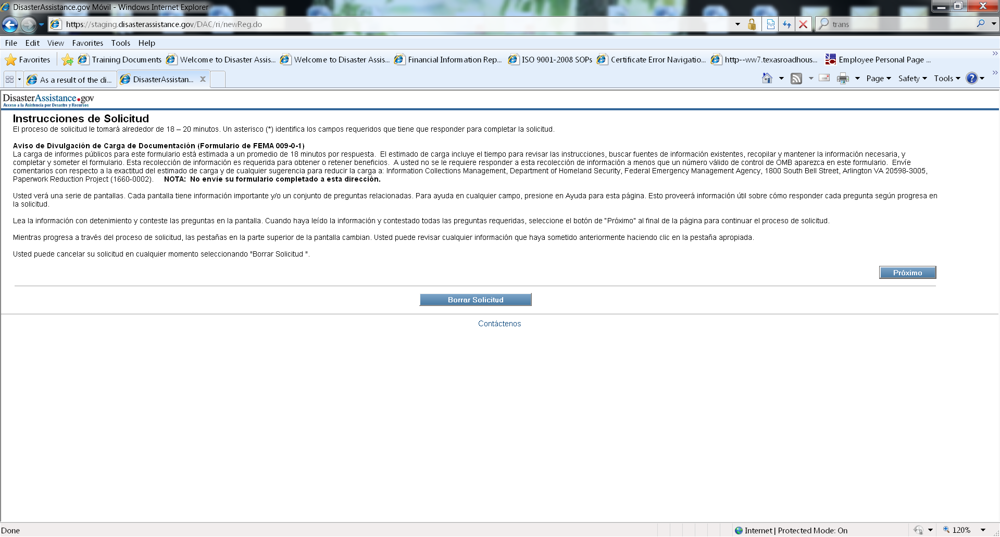 DisasterAssistance.gov Móvil - Windows Internet Explorer
https://staging.disasterassistance.gov/DAC/ri/newReg.do
trans
File Edit View Favorites Tools Help
Favorites Training Documents Welcome to Disaster Assis... Welcome to Disaster Assis... Financial Information Rep... ISO 9001-2008 SOPs Certificate Error Navigatio... http--ww7.texasroadhous... Employee Personal Page ...
As a result of the di... DisasterAssistan... Page Safety Tools
DisasterAssistance.gov
Acceso a la Asistencia por Desastre y Recursos
Instrucciones de Solicitud
El proceso de solicitud le tomará alrededor de 18 – 20 minutos. Un asterisco (*) identifica los campos requeridos que tiene que responder para completar la solicitud.
Aviso de Divulgación de Carga de Documentación (Formulario de FEMA 009-0-1)
La carga de informes públicos para este formulario está estimada a un promedio de 18 minutos por respuesta. El estimado de carga incluye el tiempo para revisar las instrucciones, buscar fuentes de información existentes, recopilar y mantener la información necesaria, y
completar y someter el formulario. Esta recolección de información es requerida para obtener o retener beneficios. A usted no se le requiere responder a esta recolección de información a menos que un número válido de control de OMB aparezca en este formulario. Envíe
comentarios con respecto a la exactitud del estimado de carga y de cualquier sugerencia para reducir la carga a: Information Collections Management, Department of Homeland Security, Federal Emergency Management Agency, 1800 South Bell Street, Arlington VA 20598-3005,
Paperwork Reduction Project (1660-0002). NOTA: No envíe su formulario completado a esta dirección.
Usted verá una serie de pantallas. Cada pantalla tiene información importante y/o un conjunto de preguntas relacionadas. Para ayuda en cualquier campo, presione en Ayuda para esta página. Esto proveerá información útil sobre cómo responder cada pregunta según progresa en
la solicitud.
Lea la información con detenimiento y conteste las preguntas en la pantalla. Cuando haya leído la información y contestado todas las preguntas requeridas, seleccione el botón de "Próximo" al final de la página para continuar el proceso de solicitud.
Mientras progresa a través del proceso de solicitud, las pestañas en la parte superior de la pantalla cambian. Usted puede revisar cualquier información que haya sometido anteriormente haciendo clic en la pestaña apropiada.
Usted puede cancelar su solicitud en cualquier momento seleccionando "Borrar Solicitud ".
Próximo
Borrar Solicitud
Contáctenos
Done Internet | Protected Mode: On 120%